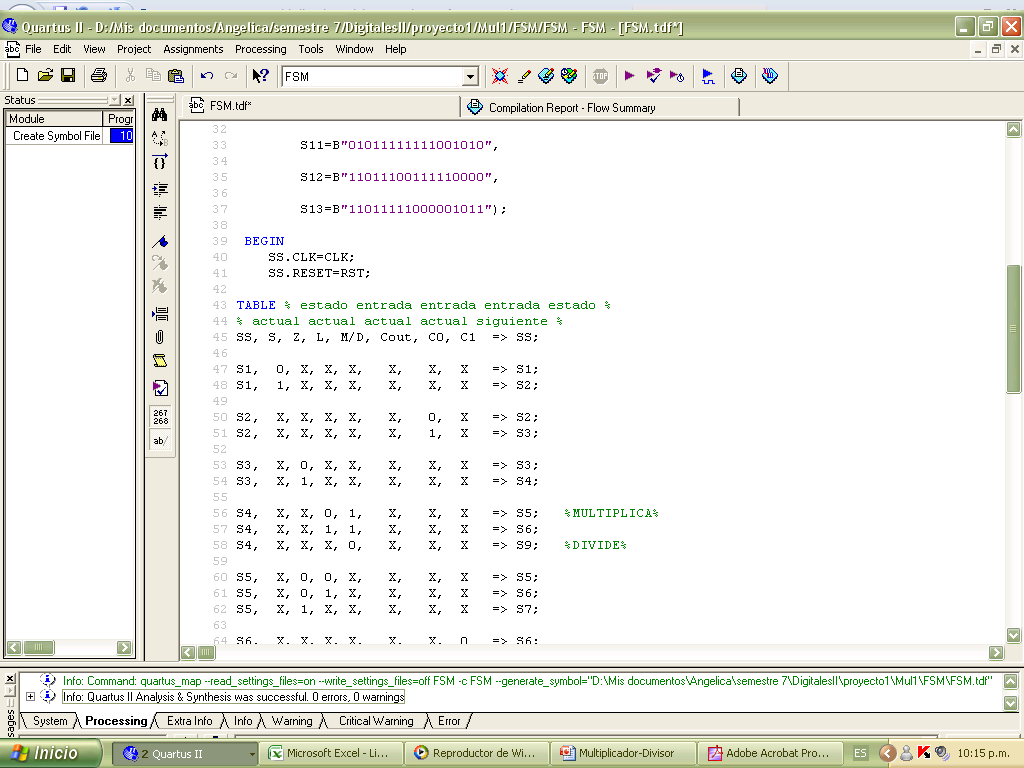 Quartus II - D:/Mis documentos/Angelica/semestre 7/DigitalesII/proyecto1/Mul1/FSM/FSM - FSM - [FSM.tdf*]
File Edit View Project Assignments Processing Tools Window Help
FSM
Status
Module Progr
Create Symbol File 10
FSM.tdf*
Compilation Report - Flow Summary
32
33 S11=B"01011111111001010",
34
35 S12=B"11011100111110000",
36
37 S13=B"11011111000001011");
38
39 BEGIN
40 SS.CLK=CLK;
41 SS.RESET=RST;
42
43 TABLE % estado entrada entrada entrada estado %
44 % actual actual actual actual siguiente %
45 SS, S, Z, L, M/D, Cout, C0, C1 => SS;
46
47 S1, 0, X, X, X, X, X, X => S1;
48 S1, 1, X, X, X, X, X, X => S2;
49
50 S2, X, X, X, X, X, 0, X => S2;
51 S2, X, X, X, X, X, 1, X => S3;
52
53 S3, X, 0, X, X, X, X, X => S3;
54 S3, X, 1, X, X, X, X, X => S4;
55
56 S4, X, X, 0, 1, X, X, X => S5; %MULTIPLICA%
57 S4, X, X, 1, 1, X, X, X => S6;
58 S4, X, X, X, 0, X, X, X => S9; %DIVIDE%
59
60 S5, X, 0, 0, X, X, X, X => S5;
61 S5, X, 0, 1, X, X, X, X => S6;
62 S5, X, 1, X, X, X, X, X => S7;
63
64 S6, X, X, X, X, X, X, 0 => S6;
267
268
ab/
Info: Command: quartus_map --read_settings_files=on --write_settings_files=off FSM -c FSM --generate_symbol="D:\Mis documentos\Angelica\semestre 7\DigitalesII\proyecto1\Mul1\FSM\FSM.tdf"
Info: Quartus II Analysis & Synthesis was successful. 0 errors, 0 warnings
sages
System Processing Extra Info Info Warning Critical Warning Error
Inicio 2 Quartus II Microsoft Excel - Li... Reproductor de Wi... Multiplicador-Divisor Adobe Acrobat Pro... ES 10:15 p.m.